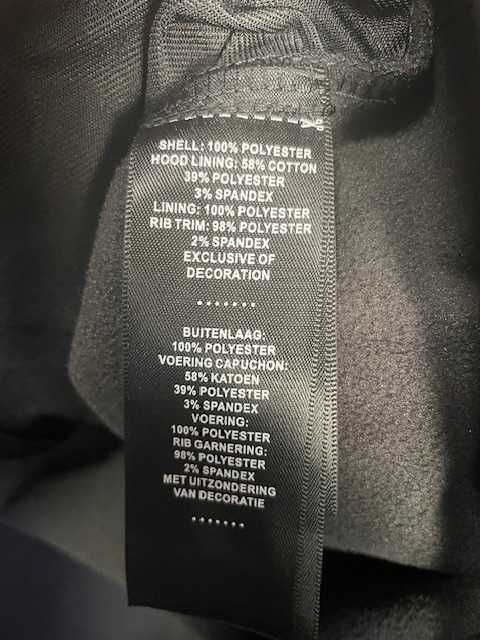 SHELL: 100% POLYESTER
HOOD LINING: 58% COTTON
39% POLYESTER
3% SPANDEX
LINING: 100% POLYESTER
RIB TRIM: 98% POLYESTER
2% SPANDEX
EXCLUSIVE OF
DECORATION
.......
BUITENLAAG:
100% POLYESTER
VOERING CAPUCHON:
58% KATOEN
39% POLYESTER
3% SPANDEX
VOERING:
100% POLYESTER
RIB GARNERING:
98% POLYESTER
2% SPANDEX
MET UITZONDERING
VAN DECORATIE
.......